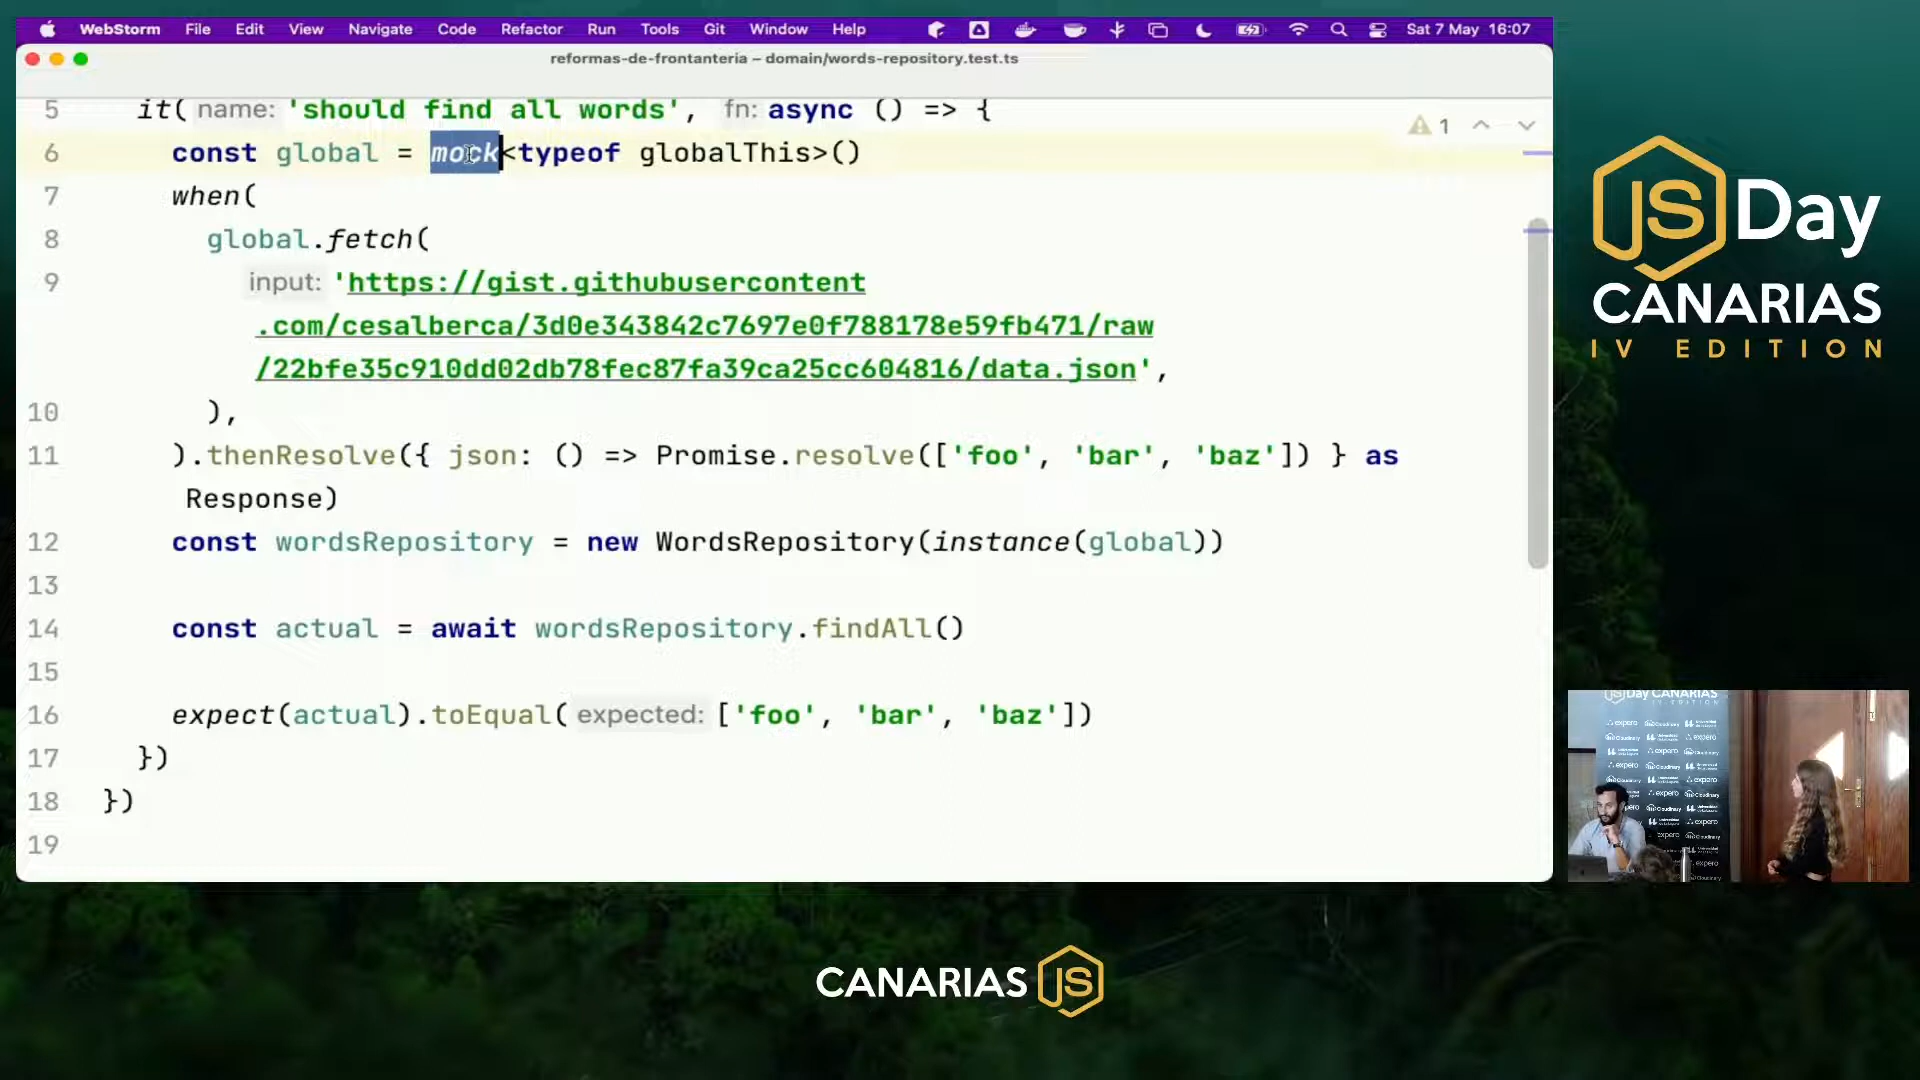 WebStorm File Edit View Navigate Code Refactor Run Tools Git Window Help Sat 7 May 16:07
reformas-de-frontanteria – domain/words-repository.test.ts
5 it( name: 'should find all words', fn: async () => {
1
6 const global = mock<typeof globalThis>()
7 when(
8 global.fetch(
9 input: 'https://gist.githubusercontent
.com/cesalberca/3d0e343842c7697e0f788178e59fb471/raw
/22bfe35c910dd02db78fec87fa39ca25cc604816/data.json',
10 ),
11 ).thenResolve({ json: () => Promise.resolve(['foo', 'bar', 'baz']) } as
Response)
12 const wordsRepository = new WordsRepository(instance(global))
13
14 const actual = await wordsRepository.findAll()
15
16 expect(actual).toEqual( expected: ['foo', 'bar', 'baz'])
17 })
18 })
19
JS Day
CANARIAS
IV EDITION
JSDay CANARIAS
expero Cloudinary
CANARIAS JS